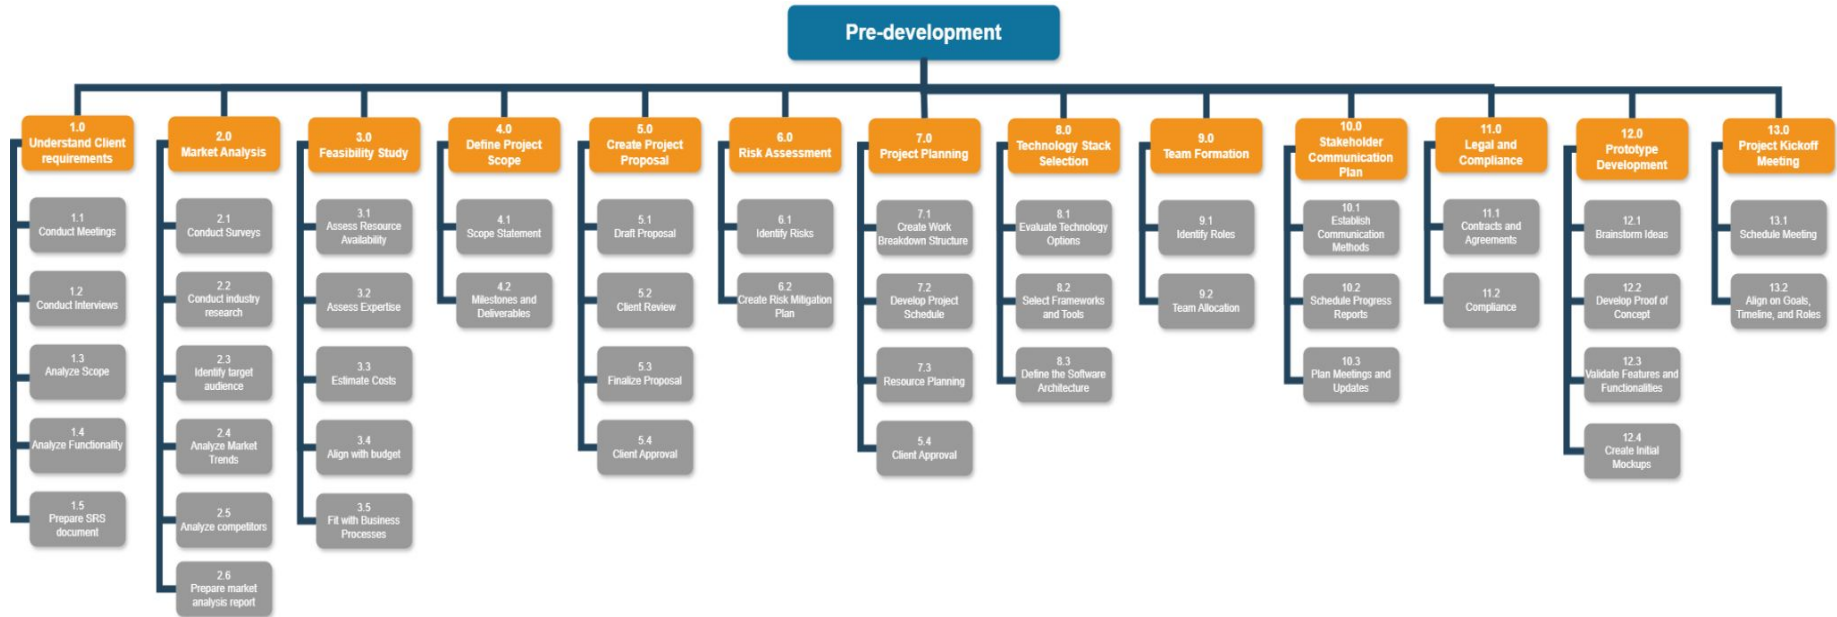 Pre-development
1.0
Understand Client
requirements
1.1
Conduct Meetings
1.2
Conduct Interviews
1.3
Analyze Scope
1.4
Analyze Functionality
1.5
Prepare SRS
document
2.0
Market Analysis
2.1
Conduct Surveys
2.2
Conduct industry
research
2.3
Identify target
audience
2.4
Analyze Market
Trends
2.5
Analyze competitors
2.6
Prepare market
analysis report
3.0
Feasibility Study
3.1
Assess Resource
Availability
3.2
Assess Expertise
3.3
Estimate Costs
3.4
Align with budget
3.5
Fit with Business
Processes
4.0
Define Project
Scope
4.1
Scope Statement
4.2
Milestones and
Deliverables
5.0
Create Project
Proposal
5.1
Draft Proposal
5.2
Client Review
5.3
Finalize Proposal
5.4
Client Approval
6.0
Risk Assessment
6.1
Identify Risks
6.2
Create Risk Mitigation
Plan
7.0
Project Planning
7.1
Create Work
Breakdown Structure
7.2
Develop Project
Schedule
7.3
Resource Planning
5.4
Client Approval
8.0
Technology Stack
Selection
8.1
Evaluate Technology
Options
8.2
Select Frameworks
and Tools
8.3
Define the Software
Architecture
9.0
Team Formation
9.1
Identify Roles
9.2
Team Allocation
10.0
Stakeholder
Communication
Plan
10.1
Establish
Communication
Methods
10.2
Schedule Progress
Reports
10.3
Plan Meetings and
Updates
11.0
Legal and
Compliance
11.1
Contracts and
Agreements
11.2
Compliance
12.0
Prototype
Development
12.1
Brainstorm Ideas
12.2
Develop Proof of
Concept
12.3
Validate Features and
Functionalities
12.4
Create Initial
Mockups
13.0
Project Kickoff
Meeting
13.1
Schedule Meeting
13.2
Align on Goals,
Timeline, and Roles